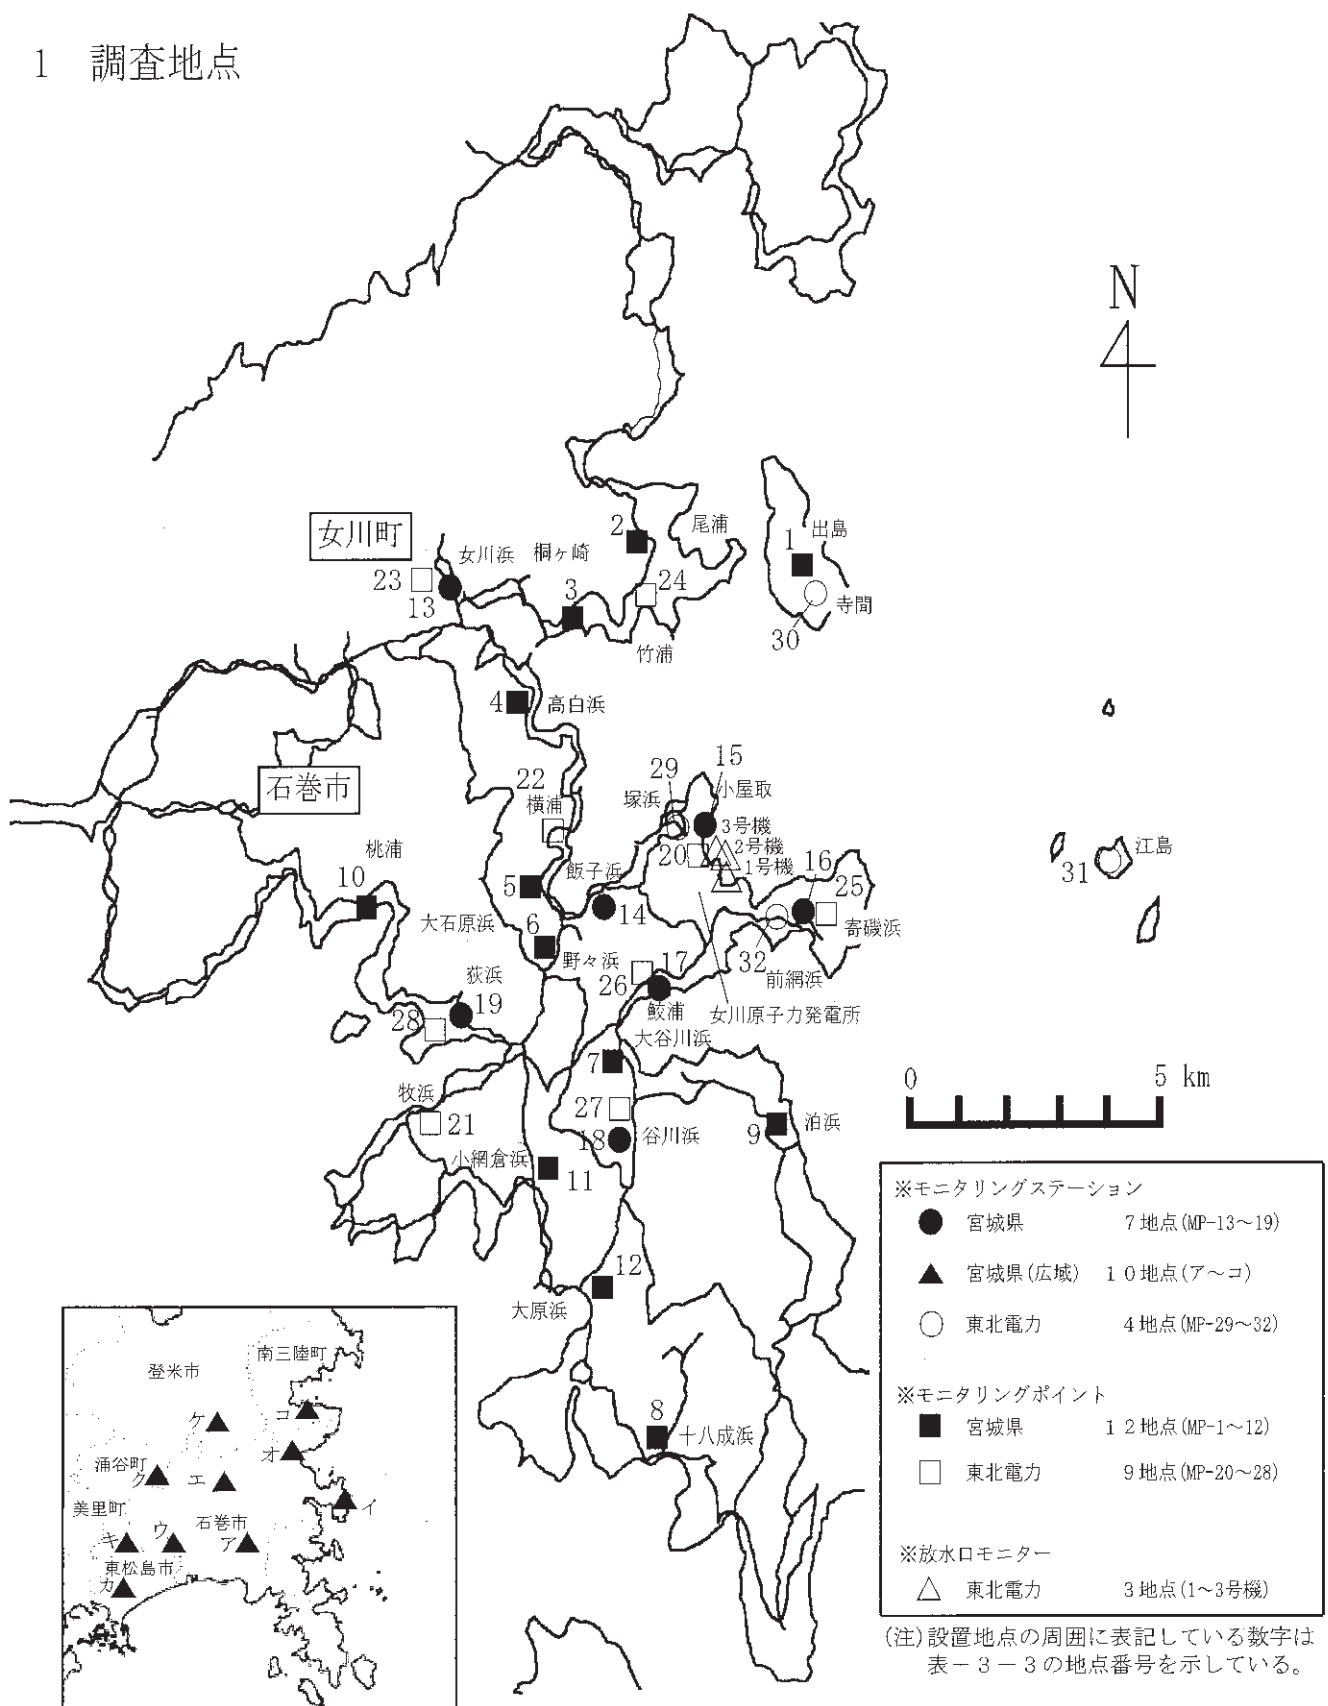 1 調査地点
N
女川町
女川浜
桐ヶ崎
2
尾浦
1
出島
23
13
3
24
30
寺間
竹浦
4
高白浜
石巻市
22
横浦
29
塚浜
15
小屋取
3号機
2号機
1号機
20
16
25
寄磯浜
31
江島
桃浦
10
5
飯子浜
14
大石原浜
6
野々浜
26
17
鮫浦
32
前網浜
女川原子力発電所
荻浜
19
28
大谷川浜
7
牧浜
21
27
18
谷川浜
9
泊浜
小網倉浜
11
12
大原浜
8
十八成浜
0 5 km
※モニタリングステーション
● 宮城県 7地点(MP-13～19)
▲ 宮城県(広域) 10地点(ア～コ)
○ 東北電力 4地点(MP-29～32)
※モニタリングポイント
■ 宮城県 12地点(MP-1～12)
□ 東北電力 9地点(MP-20～28)
※放水口モニター
△ 東北電力 3地点(1～3号機)
(注)設置地点の周囲に表記している数字は
表－3－3の地点番号を示している。
南三陸町
登米市
ケ
コ
オ
涌谷町
ク
エ
イ
美里町
キ
ウ
石巻市
ア
東松島市
カ